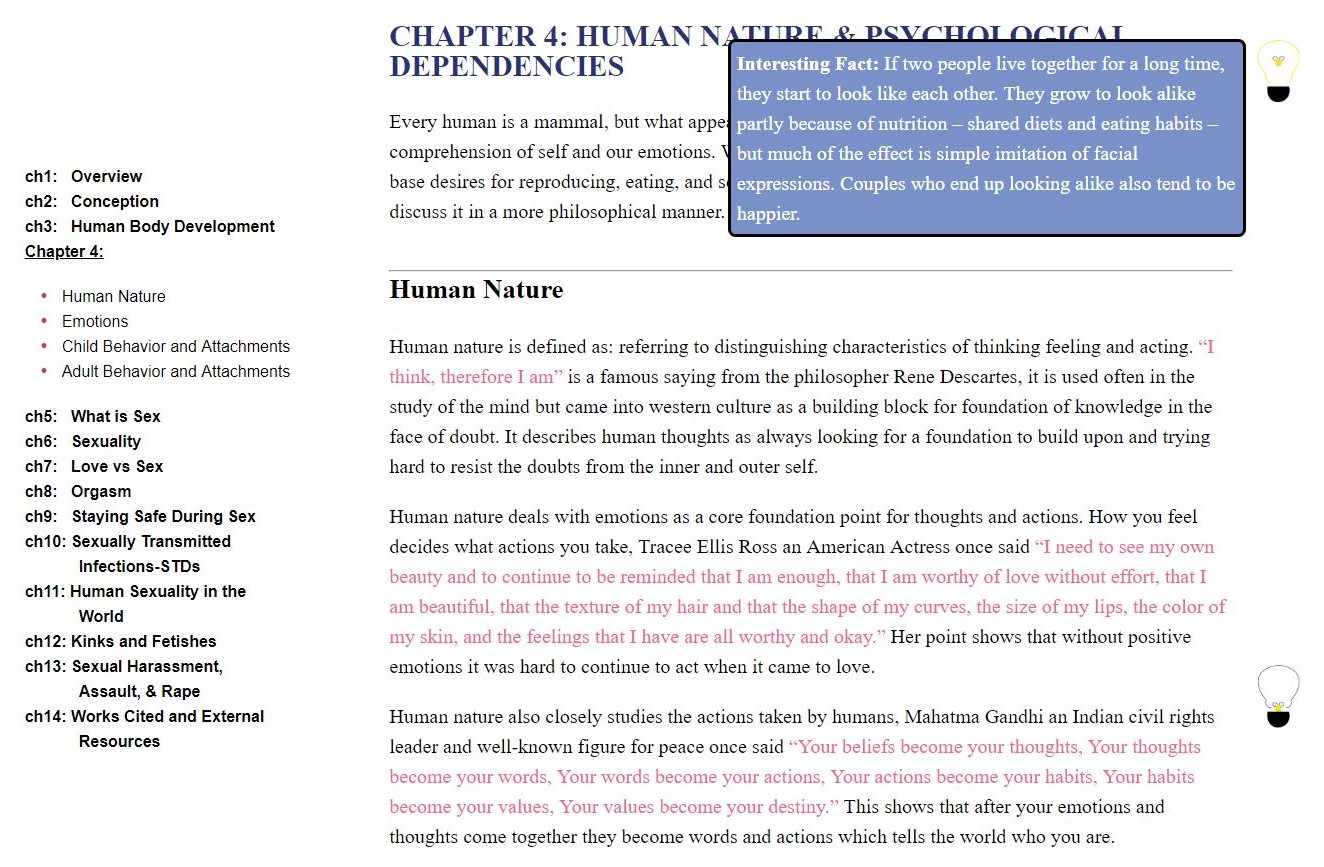 CHAPTER 4: HUMAN NATURE & PSYCHOLOGICAL
DEPENDENCIES
Interesting Fact: If two people live together for a long time,
they start to look like each other. They grow to look alike
partly because of nutrition – shared diets and eating habits –
but much of the effect is simple imitation of facial
expressions. Couples who end up looking alike also tend to be
happier.
Every human is a mammal, but what
comprehension of self and our emotions.
base desires for reproducing, eating, and
discuss it in a more philosophical manner.
ch1: Overview
ch2: Conception
ch3: Human Body Development
Chapter 4:
• Human Nature
• Emotions
• Child Behavior and Attachments
• Adult Behavior and Attachments
ch5: What is Sex
ch6: Sexuality
ch7: Love vs Sex
ch8: Orgasm
ch9: Staying Safe During Sex
ch10: Sexually Transmitted
Infections-STDs
ch11: Human Sexuality in the
World
ch12: Kinks and Fetishes
ch13: Sexual Harassment,
Assault, & Rape
ch14: Works Cited and External
Resources
Human Nature
Human nature is defined as: referring to distinguishing characteristics of thinking feeling and acting. “I
think, therefore I am” is a famous saying from the philosopher Rene Descartes, it is used often in the
study of the mind but came into western culture as a building block for foundation of knowledge in the
face of doubt. It describes human thoughts as always looking for a foundation to build upon and trying
hard to resist the doubts from the inner and outer self.
Human nature deals with emotions as a core foundation point for thoughts and actions. How you feel
decides what actions you take, Tracee Ellis Ross an American Actress once said “I need to see my own
beauty and to continue to be reminded that I am enough, that I am worthy of love without effort, that I
am beautiful, that the texture of my hair and that the shape of my curves, the size of my lips, the color of
my skin, and the feelings that I have are all worthy and okay.” Her point shows that without positive
emotions it was hard to continue to act when it came to love.
Human nature also closely studies the actions taken by humans, Mahatma Gandhi an Indian civil rights
leader and well-known figure for peace once said “Your beliefs become your thoughts, Your thoughts
become your words, Your words become your actions, Your actions become your habits, Your habits
become your values, Your values become your destiny.” This shows that after your emotions and
thoughts come together they become words and actions which tells the world who you are.